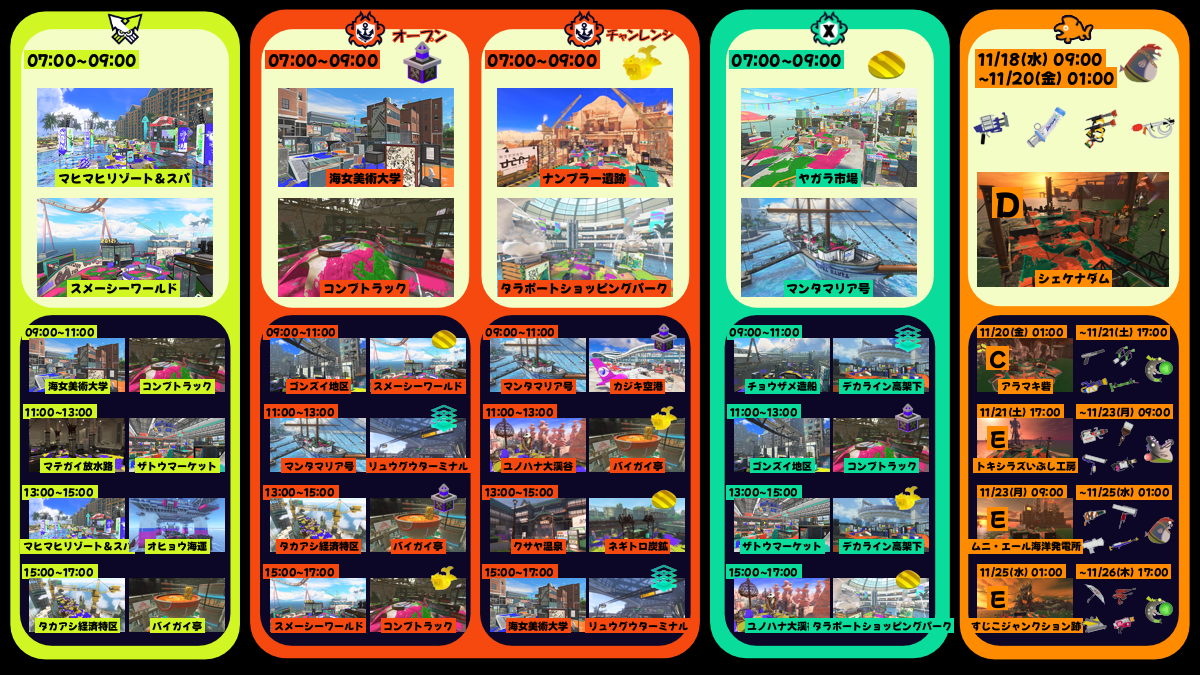 07:00~09:00
マヒマヒリゾート&スパ
スメーシーワールド
09:00~11:00
海女美術大学
コンブトラック
11:00~13:00
マテガイ放水路
ザトウマーケット
13:00~15:00
マヒマヒリゾート&スパ
オヒョウ海運
15:00~17:00
タカアシ経済特区
バイガイ亭
オープン
07:00~09:00
海女美術大学
コンブトラック
09:00~11:00
ゴンズイ地区
スメーシーワールド
11:00~13:00
マンタマリア号
リュウグウターミナル
13:00~15:00
タカアシ経済特区
バイガイ亭
15:00~17:00
スメーシーワールド
コンブトラック
チャレンジ
07:00~09:00
ナンプラー遺跡
タラポートショッピングパーク
09:00~11:00
マンタマリア号
カジキ空港
11:00~13:00
ユノハナ大渓谷
バイガイ亭
13:00~15:00
クサヤ温泉
ネギトロ炭鉱
15:00~17:00
海女美術大学
リュウグウターミナル
X
07:00~09:00
ヤガラ市場
マンタマリア号
09:00~11:00
チョウザメ造船
デカライン高架下
11:00~13:00
ゴンズイ地区
コンブトラック
13:00~15:00
ザトウマーケット
デカライン高架下
15:00~17:00
ユノハナ大渓
タラポートショッピングパーク
11/18(水) 09:00
~11/20(金) 01:00
D
シェケナダム
11/20(金) 01:00 ~11/21(土) 17:00
C
アラマキ砦
11/21(土) 17:00 ~11/23(月) 09:00
E
トキシラズいぶし工房
11/23(月) 09:00 ~11/25(水) 01:00
E
ムニ・エール海洋発電所
11/25(水) 01:00 ~11/26(木) 17:00
E
すじこジャンクション跡